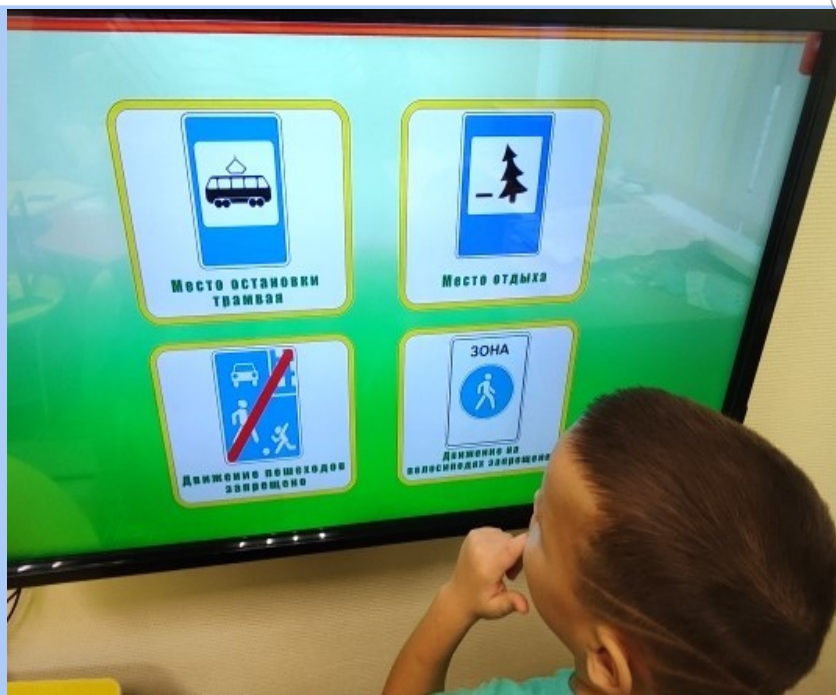 Место остановки
трамвая
Место отдыха
Движение пешеходов
запрещено
ЗОНА
Движение на
велосипедах запрещено